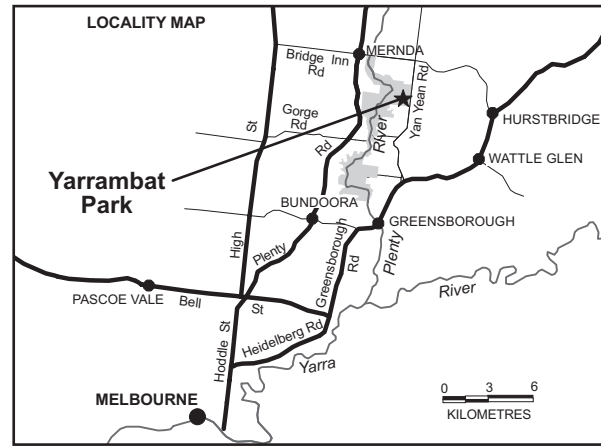 LOCALITY MAP
MERNDA
Bridge Inn
Rd
Yan Yean Rd
Gorge
Rd
HURSTBRIDGE
St
River
Rd
WATTLE GLEN
Yarrambat
Park
BUNDOORA
GREENSBOROUGH
High
Plenty
Greensborough
Rd
Plenty
PASCOE VALE
Bell
St
River
Hoddle St
Heidelberg Rd
Yarra
MELBOURNE
0 3 6
KILOMETRES